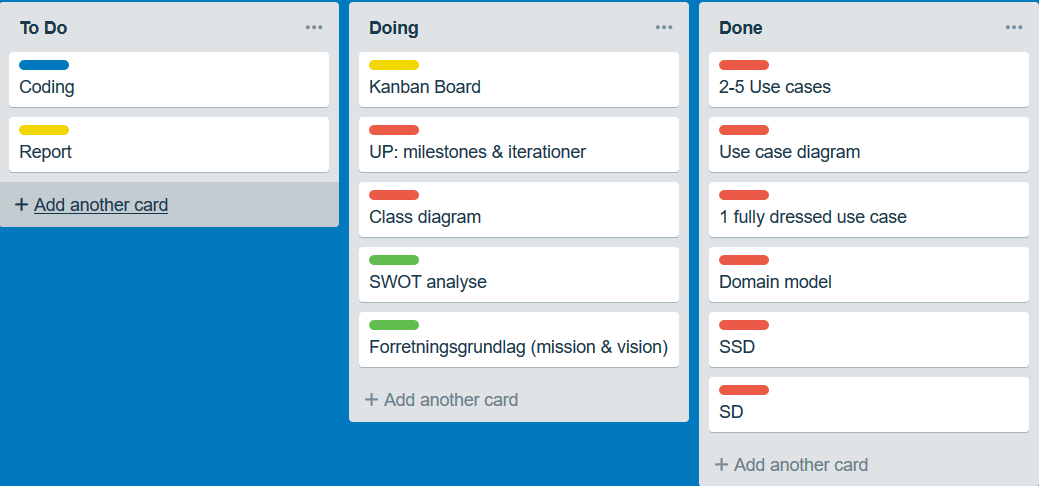 To Do
Coding
Report
+ Add another card
Doing
Kanban Board
UP: milestones & iterationer
Class diagram
SWOT analyse
Forretningsgrundlag (mission & vision)
+ Add another card
Done
2-5 Use cases
Use case diagram
1 fully dressed use case
Domain model
SSD
SD
+ Add another card